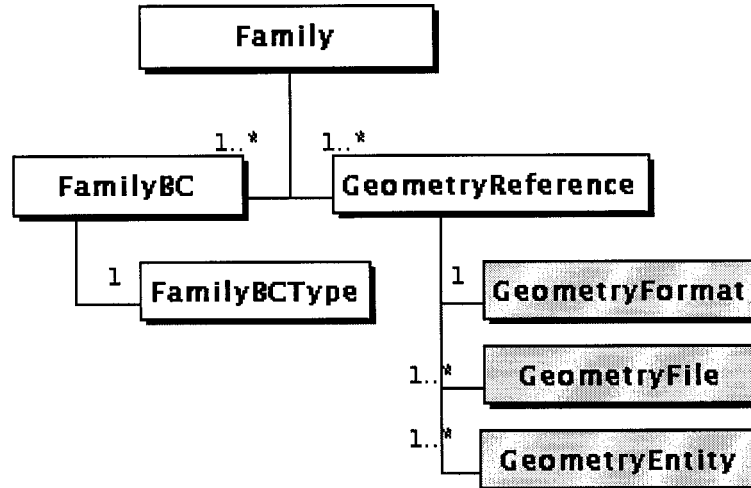 Family
1..* 1..*
FamilyBC GeometryReference
1 1
FamilyBCType GeometryFormat
1..*
GeometryFile
1..*
GeometryEntity